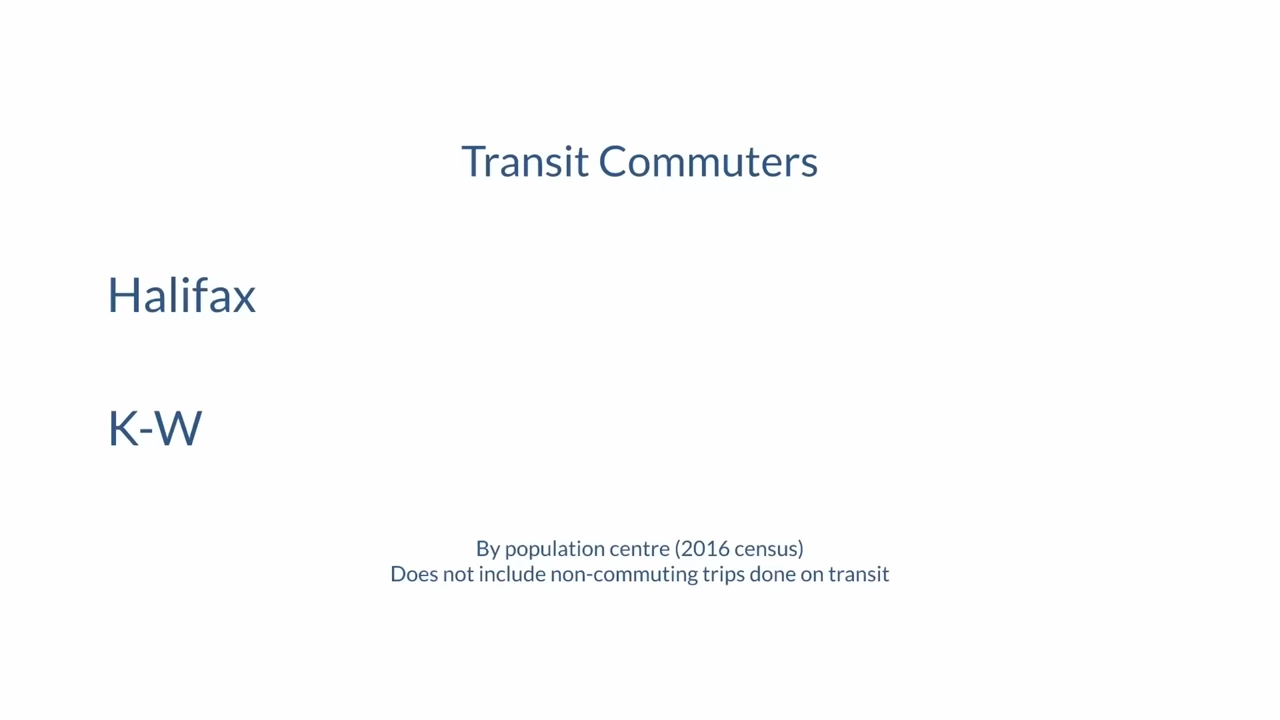 Transit Commuters
Halifax
K-W
By population centre (2016 census)
Does not include non-commuting trips done on transit